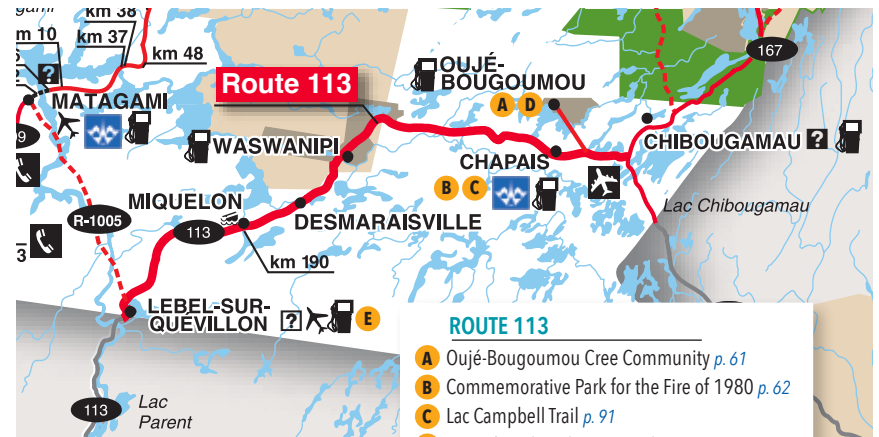 km 38
km 37
km 48
167
OUJÉ-
BOUGOUMOU
Route 113
A D
?
MATAGAMI
WASWANIPI
CHAPAIS
CHIBOUGAMAU ?
B C
MIQUELON
Lac Chibougamau
R-1005
113
DESMARAISVILLE
3
km 190
LEBEL-SUR-
QUÉVILLON ? E
ROUTE 113
A Oujé-Bougoumou Cree Community p. 61
B Commemorative Park for the Fire of 1980 p. 62
C Lac Campbell Trail p. 91
113
Lac
Parent